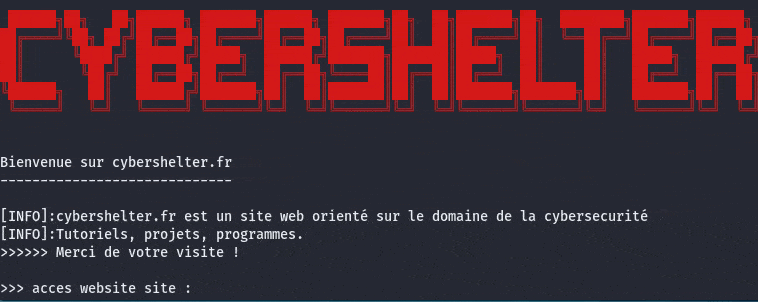 CYBERSHELTER
Bienvenue sur cybershelter.fr
-----------------------------
[INFO]:cybershelter.fr est un site web orienté sur le domaine de la cybersecurité
[INFO]:Tutoriels, projets, programmes.
>>>>>> Merci de votre visite !
>>> acces website site :